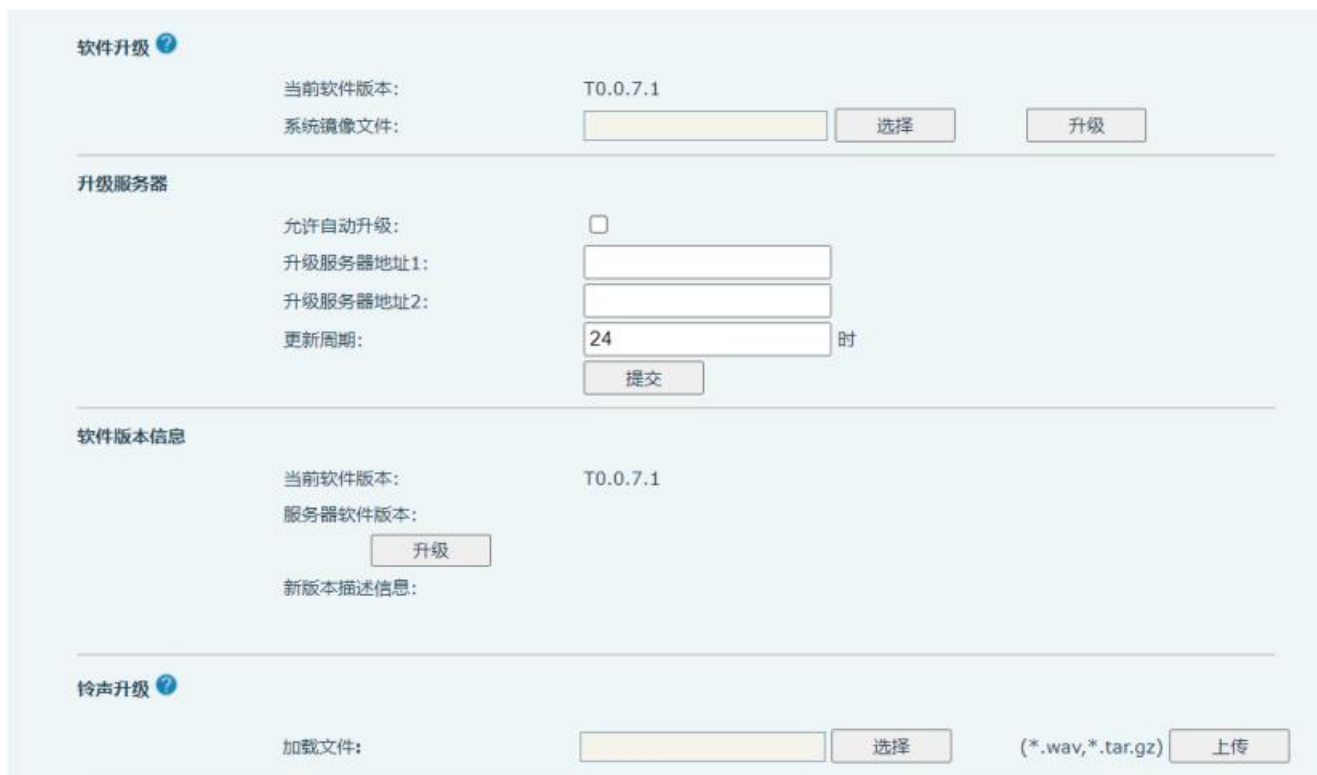 软件升级 ?
当前软件版本: T0.0.7.1
系统镜像文件: 选择 升级
升级服务器
允许自动升级:
升级服务器地址1:
升级服务器地址2:
更新周期: 24 时
提交
软件版本信息
当前软件版本: T0.0.7.1
服务器软件版本:
升级
新版本描述信息:
铃声升级 ?
加载文件: 选择 (*.wav,*.tar.gz) 上传